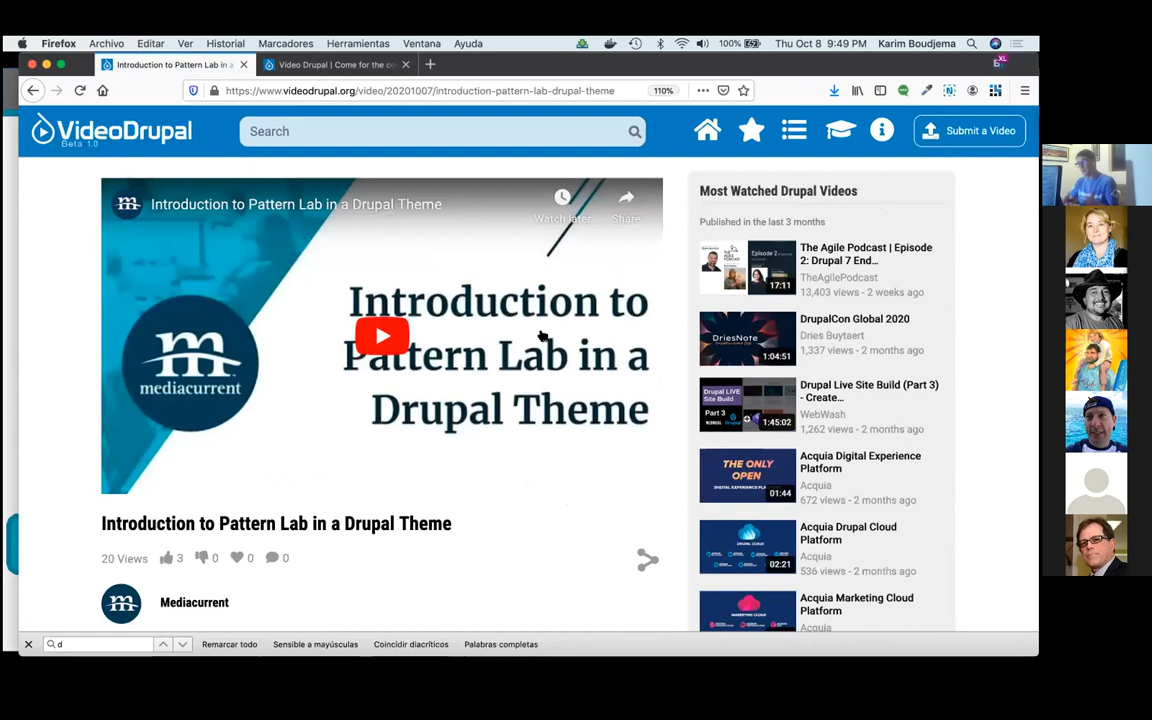 Firefox Archivo Editar Ver Historial Marcadores Herramientas Ventana Ayuda 100% Thu Oct 8 9:49 PM Karim Boudjema
Introduction to Pattern Lab in a Video Drupal | Come for the co XL
https://www.videodrupal.org/video/20201007/introduction-pattern-lab-drupal-theme 110%
VideoDrupal
Beta 1.0
Search
Submit a Video
m Introduction to Pattern Lab in a Drupal Theme
Watch later Share
Introduction to
Pattern Lab in a
Drupal Theme
m
mediacurrent
Introduction to Pattern Lab in a Drupal Theme
20 Views 3 0 0 0
m Mediacurrent
Most Watched Drupal Videos
Published in the last 3 months
17:11
The Agile Podcast | Episode
2: Drupal 7 End...
TheAgilePodcast
13,403 views - 2 weeks ago
DRIESNOTE
1:04:51
DrupalCon Global 2020
Dries Buytaert
1,337 views - 2 months ago
Drupal LIVE
Site Build
Part 3
1:45:02
Drupal Live Site Build (Part 3)
- Create...
WebWash
1,262 views - 2 months ago
THE ONLY
OPEN
01:44
Acquia Digital Experience
Platform
Acquia
672 views - 2 months ago
02:21
Acquia Drupal Cloud
Platform
Acquia
536 views - 2 months ago
Acquia Marketing Cloud
Platform
Acquia
d Remarcar todo Sensible a mayúsculas Coincidir diacríticos Palabras completas